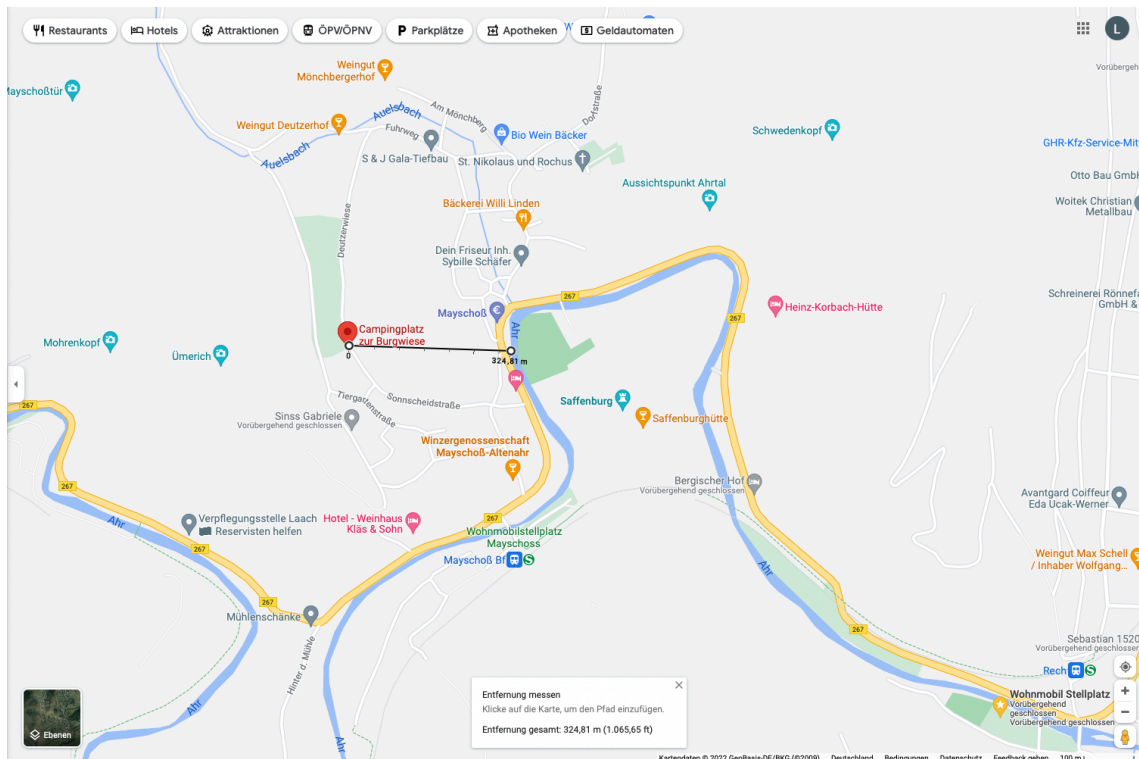 Restaurants
Hotels
Attraktionen
ÖPV/ÖPNV
Parkplätze
Apotheken
Geldautomaten
L
Weingut
Mönchbergerhof
Vorübergeh
Mayschoßtür
Am Mönchberg
Dorfstraße
Auelsbach
Weingut Deutzerhof
Fuhrweg
Bio Wein Bäcker
Schwedenkopf
GHR-Kfz-Service-Mit
Auelsbach
S & J Gala-Tiefbau
St. Nikolaus und Rochus
Otto Bau GmbH
Aussichtspunkt Ahrtal
Bäckerei Willi Linden
Woitek Christian
Metallbau
Deutzerwiese
Dein Friseur Inh.
Sybille Schäfer
267
Schreinerei Rönnefa
GmbH &
Mayschoß
Heinz-Korbach-Hütte
267
Ahr
Campingplatz
zur Burgwiese
Mohrenkopf
Ümerich
0
324,81 m
Tiergartenstraße
Sonnscheidstraße
Saffenburg
267
Sinss Gabriele
Vorübergehend geschlossen
Saffenburghütte
Winzergenossenschaft
Mayschoß-Altenahr
267
Bergischer Hof
Vorübergehend geschlossen
Avantgard Coiffeur
Eda Ucak-Werner
Ahr
Verpflegungsstelle Laach
Reservisten helfen
Hotel - Weinhaus
Kläs & Sohn
267
Wohnmobilstellplatz
Mayschoss
267
Mayschoß Bf
S
Ahr
Weingut Max Schell
/ Inhaber Wolfgang...
267
Mühlenschänke
267
Hinter d. Mühle
Sebastian 1520
Vorübergehend geschlossen
Rech
S
Ahr
Ahr
Wohnmobil Stellplatz
Vorübergehend
geschlossen
Vorübergehend geschlossen
Entfernung messen
Klicke auf die Karte, um den Pfad einzufügen.
Entfernung gesamt: 324,81 m (1.065,65 ft)
Ebenen
Kartendaten © 2022 GeoBasis-DE/BKG (©2009)
Deutschland
Bedingungen
Datenschutz
Feedback geben
100 m